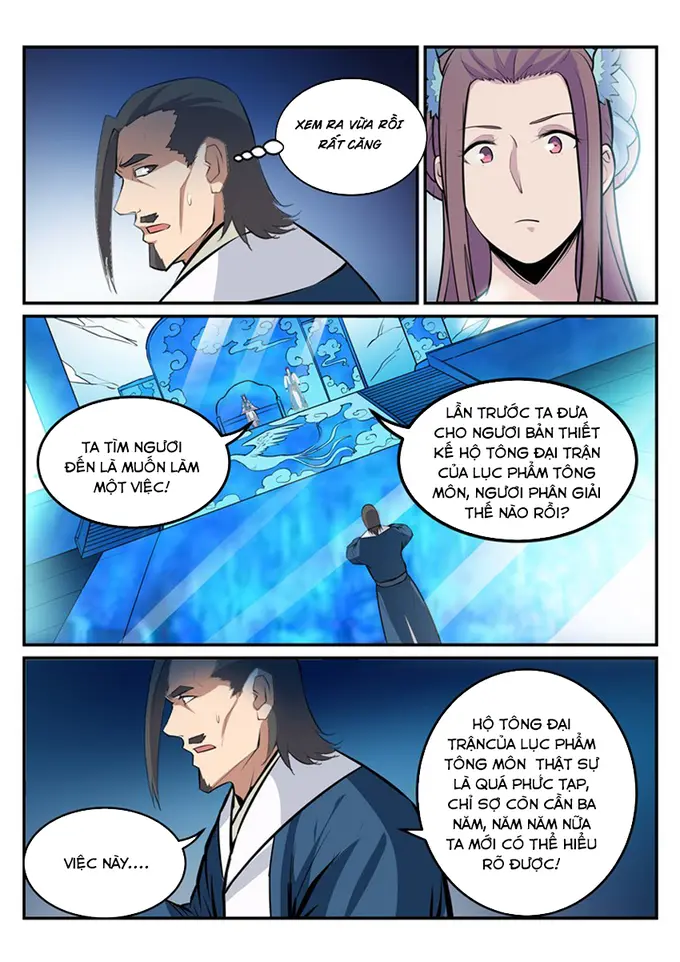 XEM RA VỪA RỒI
RẤT CĂNG
TA TÌM NGƯƠI
ĐẾN LÀ MUỐN LÀM
MỘT VIỆC!
LẦN TRƯỚC TA ĐƯA
CHO NGƯƠI BẢN THIẾT
KẾ HỘ TÔNG ĐẠI TRẬN
CỦA LỤC PHẨM TÔNG
MÔN, NGƯƠI PHÂN GIẢI
THẾ NÀO RỒI?
VIỆC NÀY....
HỘ TÔNG ĐẠI
TRẬNCỦA LỤC PHẨM
TÔNG MÔN THẬT SỰ
LÀ QUÁ PHỨC TẠP,
CHỈ SỢ CÒN CẦN BA
NĂM, NĂM NĂM NỮA
TA MỚI CÓ THỂ HIỂU
RÕ ĐƯỢC!